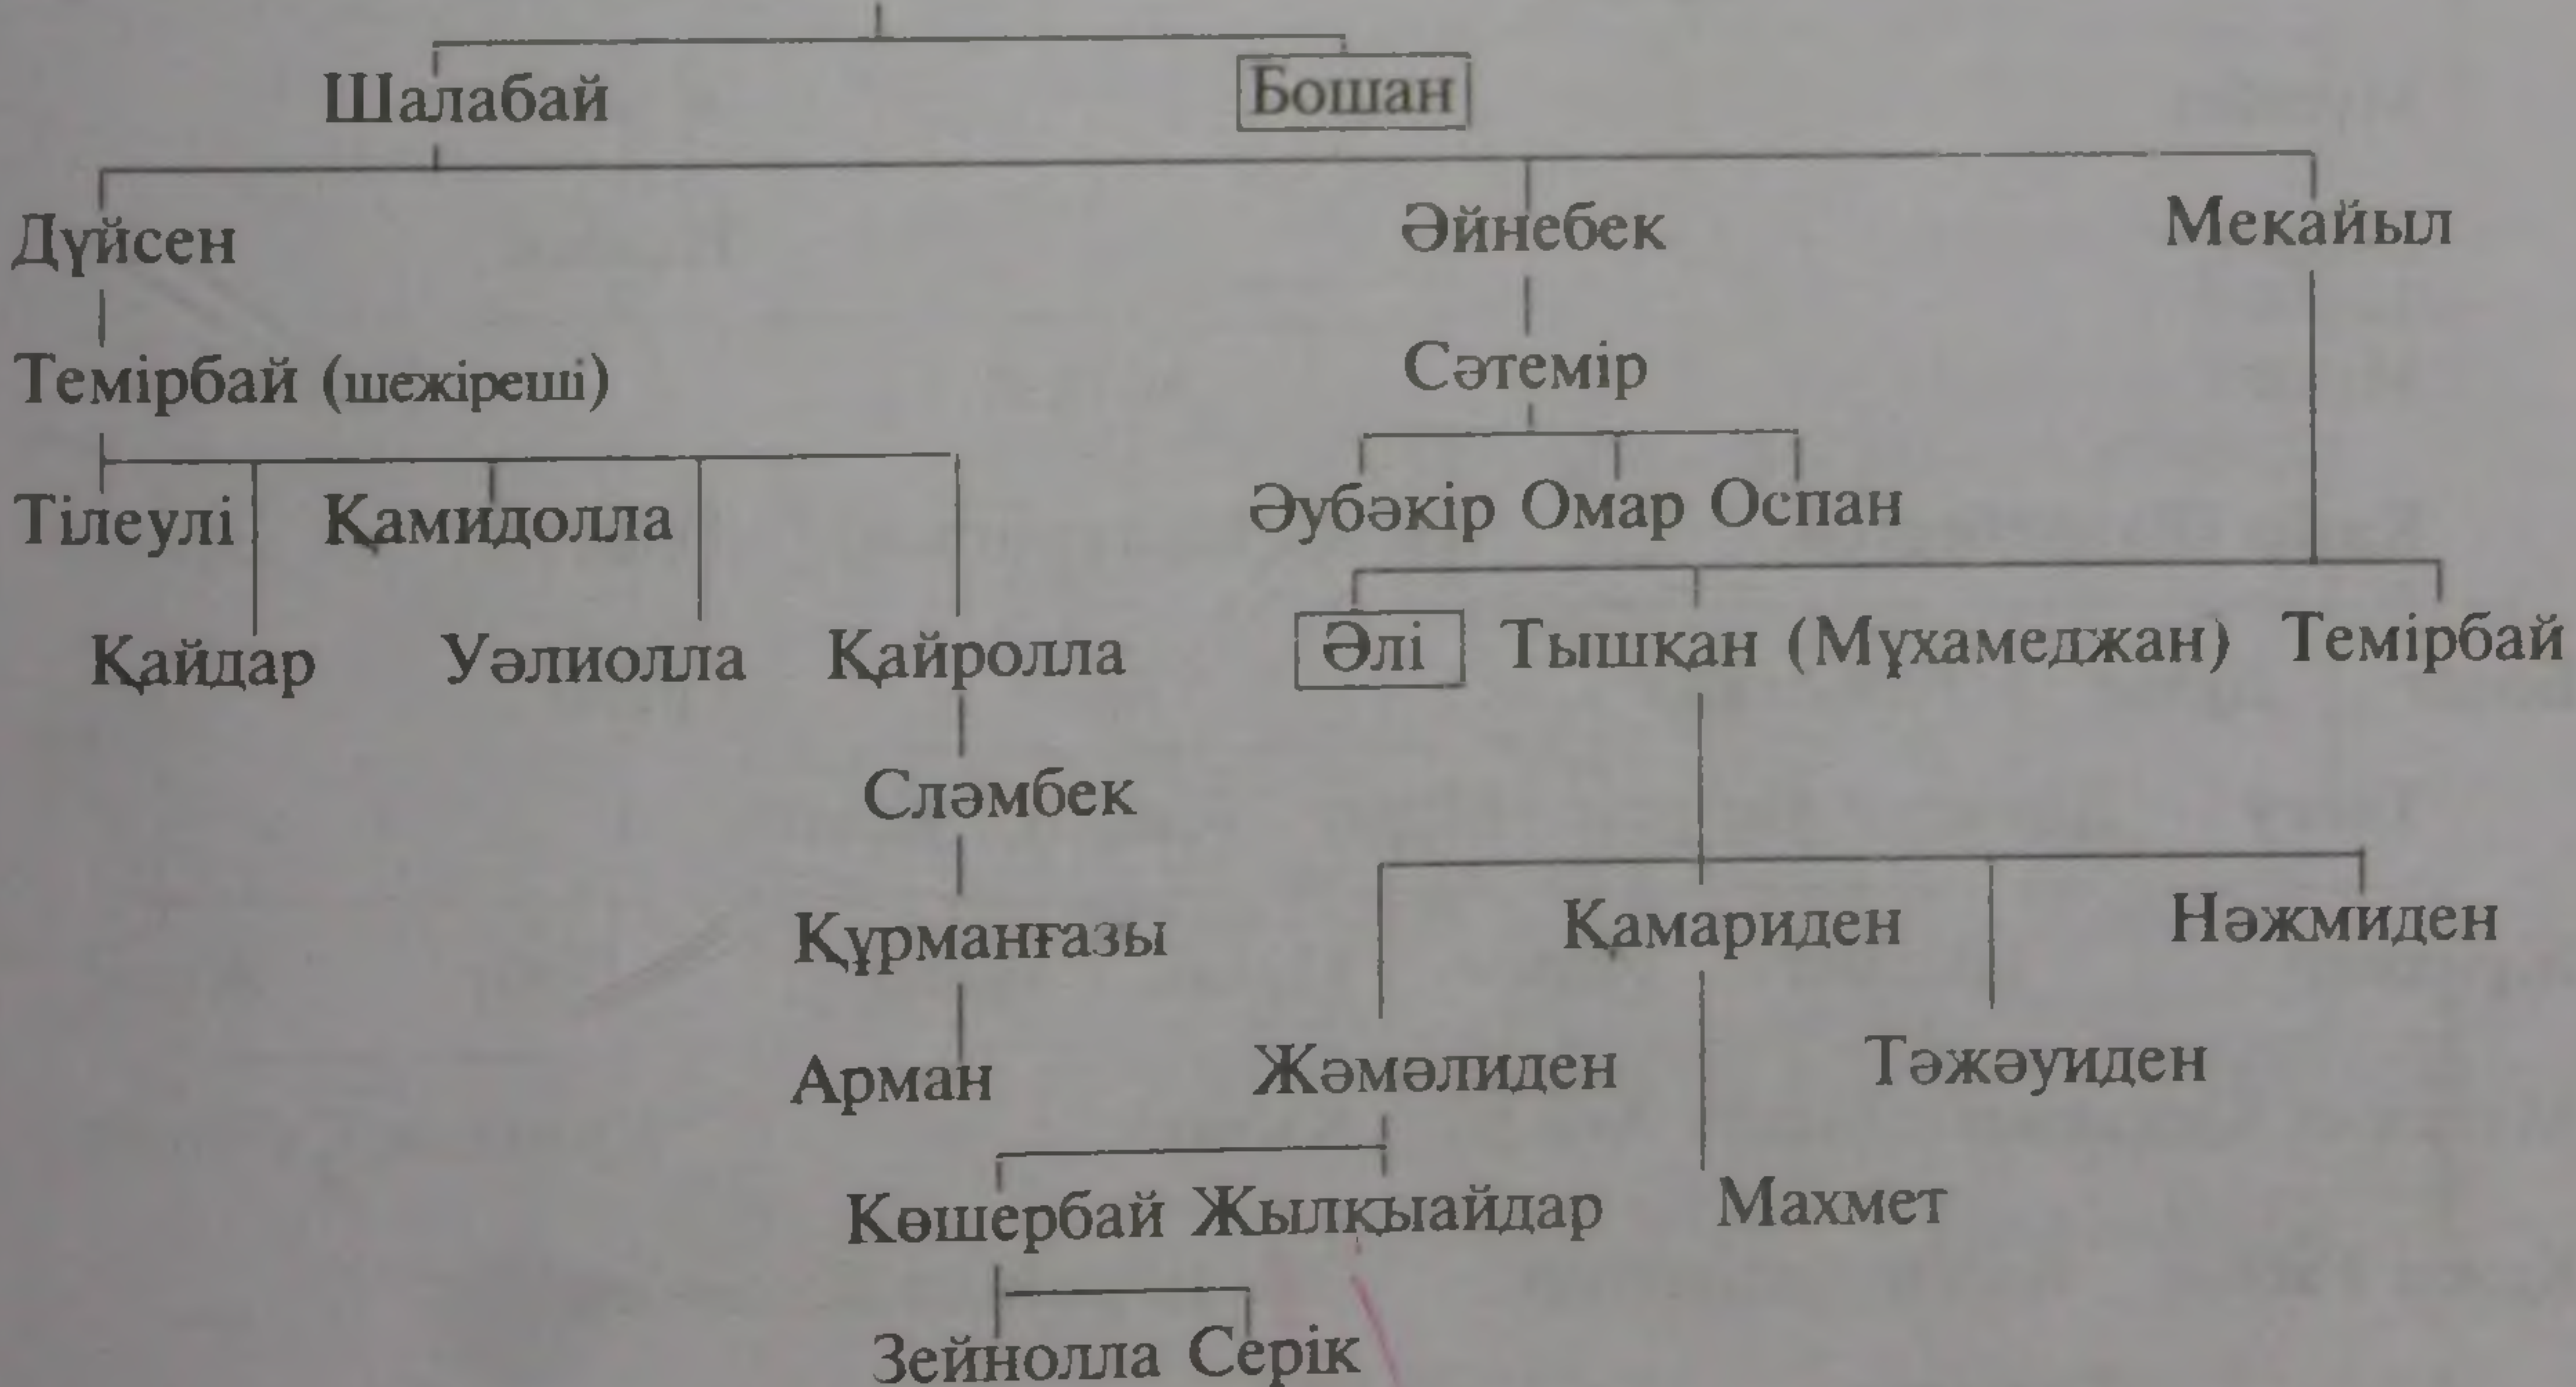 Шалабай Бошан
Дүйсен Әйнебек Мекайыл
Темірбай (шежіреші) Сәтемір
Тілеулі Қамидолла Әубәкір Омар Оспан
Қайдар Уәлиолла Қайролла Әлі Тышқан (Мұхамеджан) Темірбай
Сләмбек
Құрманғазы Қамариден Нәжмиден
Арман Жәмәлиден Тәжәуиден
Көшербай Жылқыайдар Махмет
Зейнолла Серік